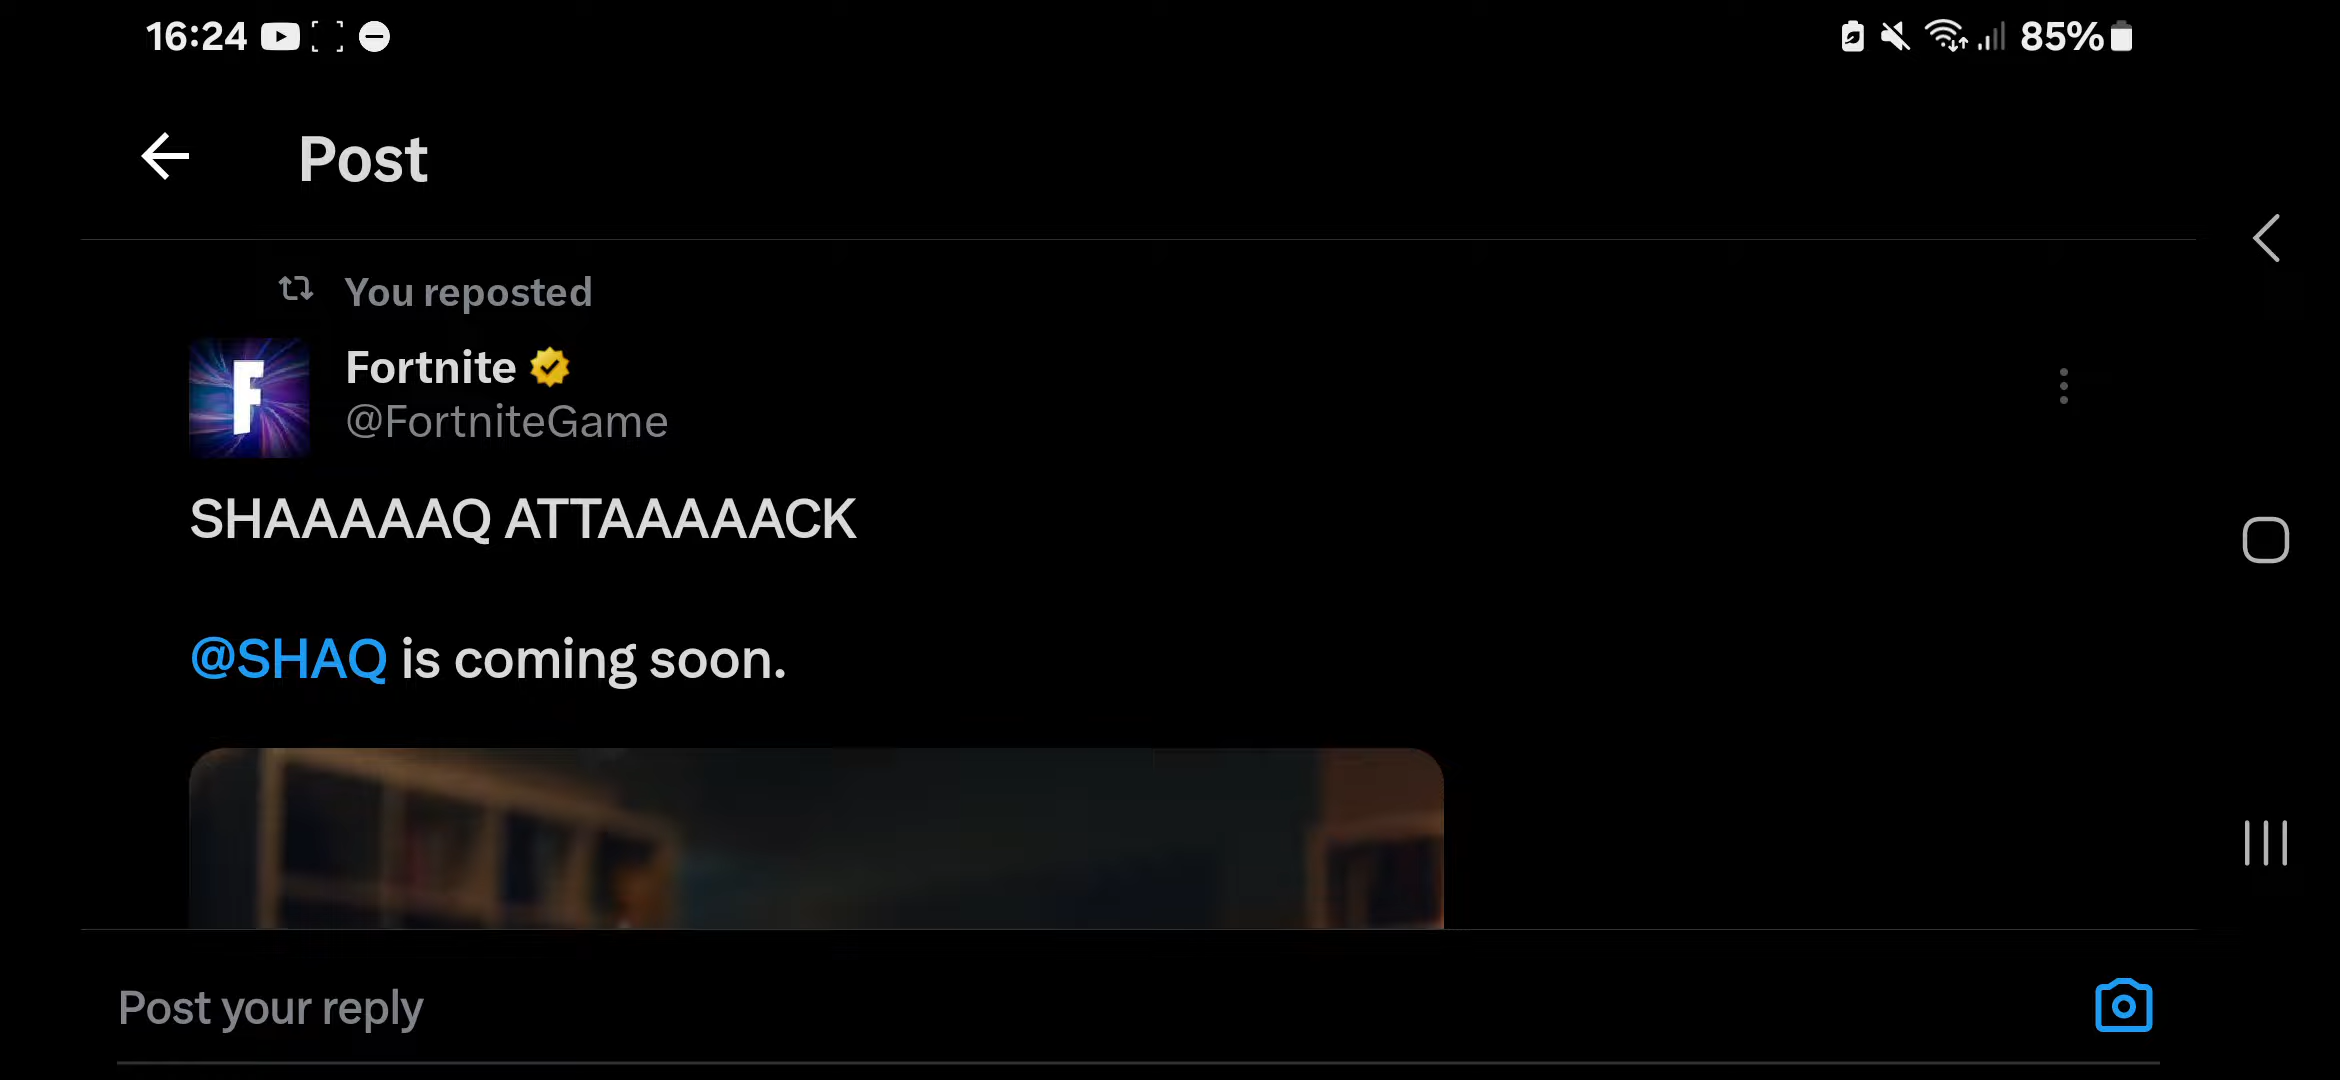 16:24
85%
Post
You reposted
F
Fortnite
@FortniteGame
SHAAAAAQ ATTAAAAACK
@SHAQ is coming soon.
Post your reply